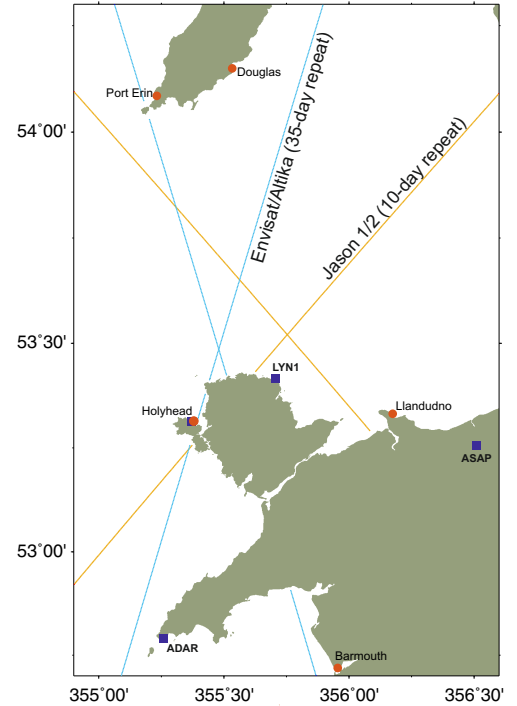 Douglas
Port Erin
54°00'
Envisat/Altika (35-day repeat)
Jason 1/2 (10-day repeat)
53°30'
LYN1
Holyhead
Llandudno
ASAP
53°00'
ADAR
Barmouth
355°00' 355°30' 356°00' 356°30'